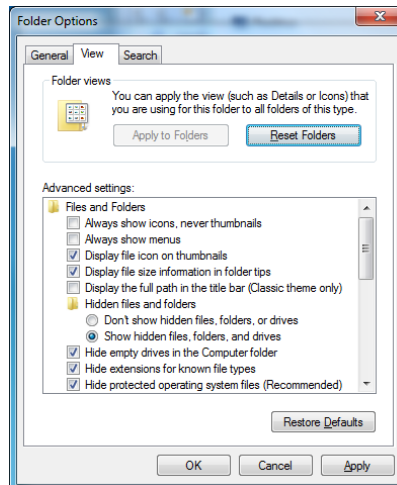 Folder Options
General View Search
Folder views
You can apply the view (such as Details or Icons) that
you are using for this folder to all folders of this type.
Apply to Folders Reset Folders
Advanced settings:
Files and Folders
Always show icons, never thumbnails
Always show menus
Display file icon on thumbnails
Display file size information in folder tips
Display the full path in the title bar (Classic theme only)
Hidden files and folders
Don't show hidden files, folders, or drives
Show hidden files, folders, and drives
Hide empty drives in the Computer folder
Hide extensions for known file types
Hide protected operating system files (Recommended)
Restore Defaults
OK Cancel Apply